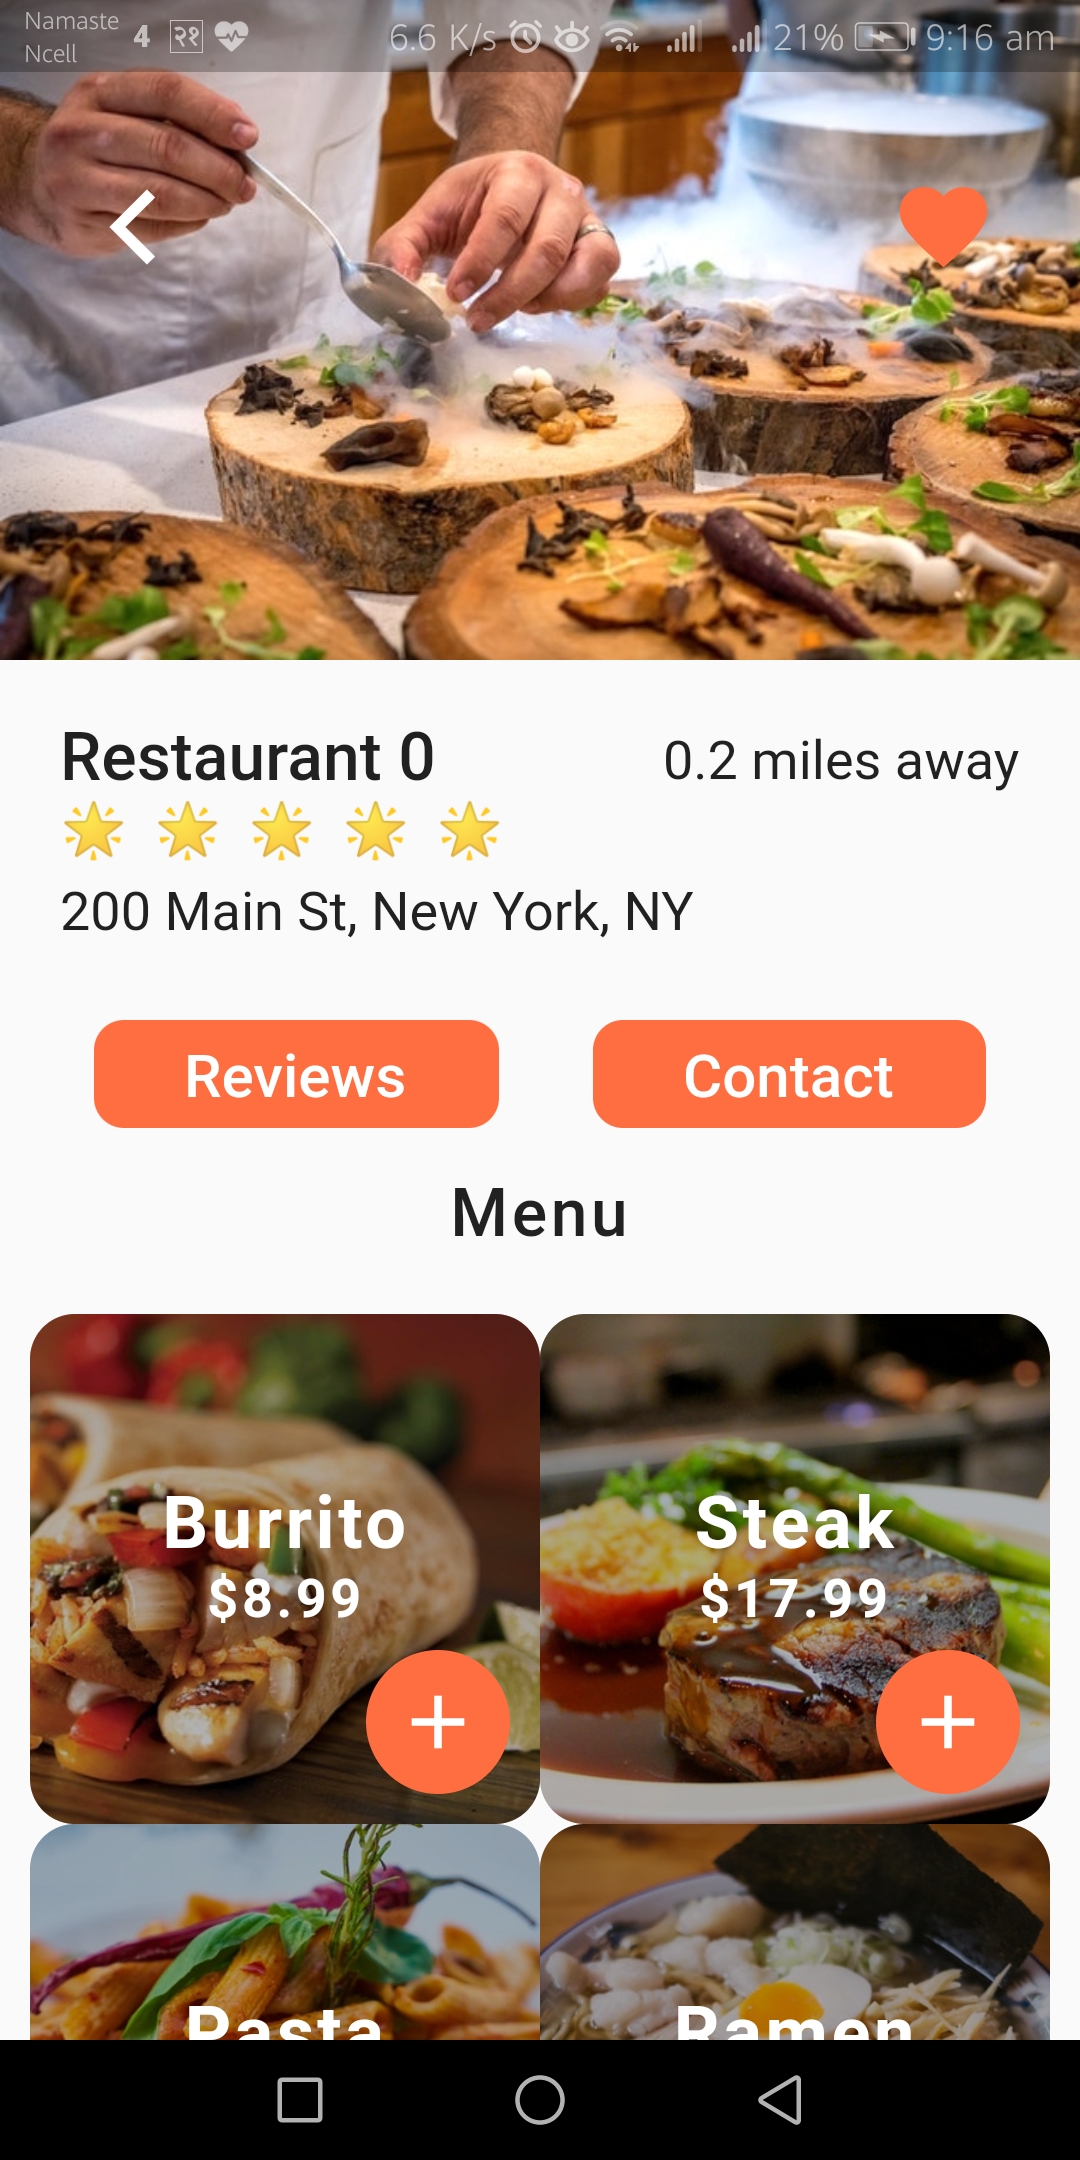 Namaste
Ncell
4 २१ 6.6 K/s 21% 9:16 am
Restaurant 0 0.2 miles away
200 Main St, New York, NY
Reviews Contact
Menu
Burrito Steak
$8.99 $17.99
Pasta Ramen